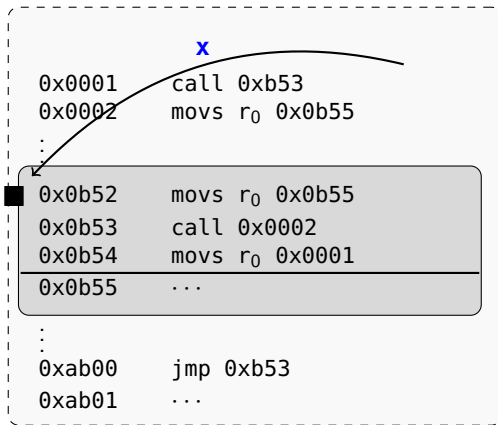 x
0x0001 call 0xb53
0x0002 movs r₀ 0x0b55
⋮
0x0b52 movs r₀ 0x0b55
0x0b53 call 0x0002
0x0b54 movs r₀ 0x0001
0x0b55 ···
⋮
0xab00 jmp 0xb53
0xab01 ···